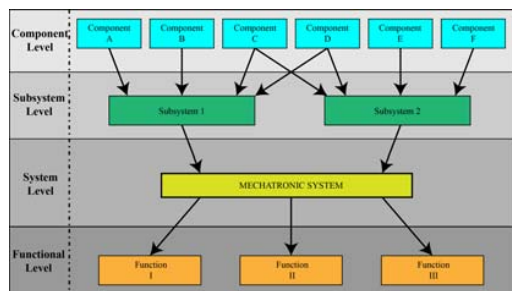 Component
Level
Component
A
Component
B
Component
C
Component
D
Component
E
Component
F
Subsystem
Level
Subsystem 1
Subsystem 2
System
Level
MECHATRONIC SYSTEM
Functional
Level
Function
I
Function
II
Function
III